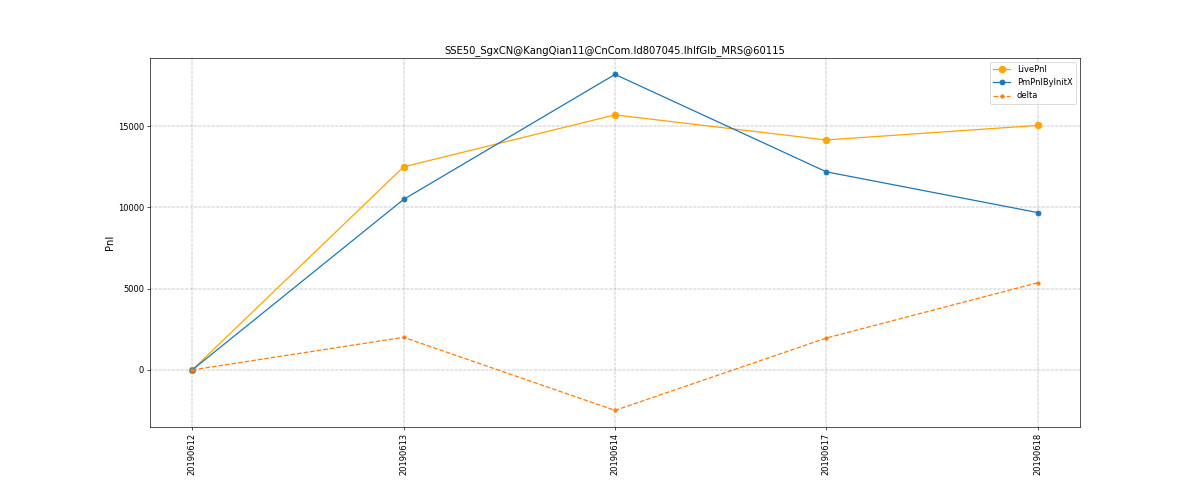 SSE50_SgxCN@KangQian11@CnCom.Id807045.IhIfGlb_MRS@60115
LivePnl
PmPnlByInitX
delta
Pnl
15000
10000
5000
0
20190612
20190613
20190614
20190617
20190618